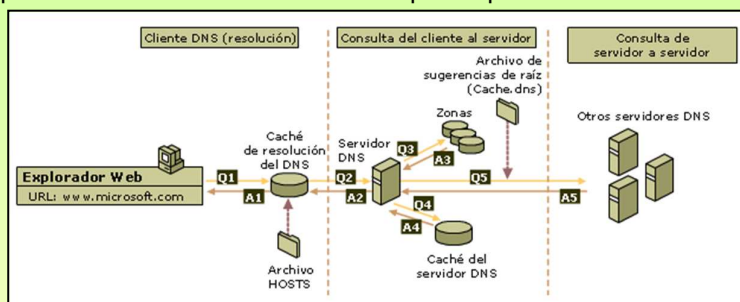 Cliente DNS (resolución)
Consulta del cliente al servidor
Consulta de
servidor a servidor
Archivo de
sugerencias de raíz
(Cache.dns)
Zonas
Otros servidores DNS
Caché
de resolución
del DNS
Servidor
DNS
Q3
A3
Explorador Web
URL: www.microsoft.com
Q1
A1
Q2
A2
Q5
A5
Q4
A4
Archivo
HOSTS
Caché del
servidor DNS